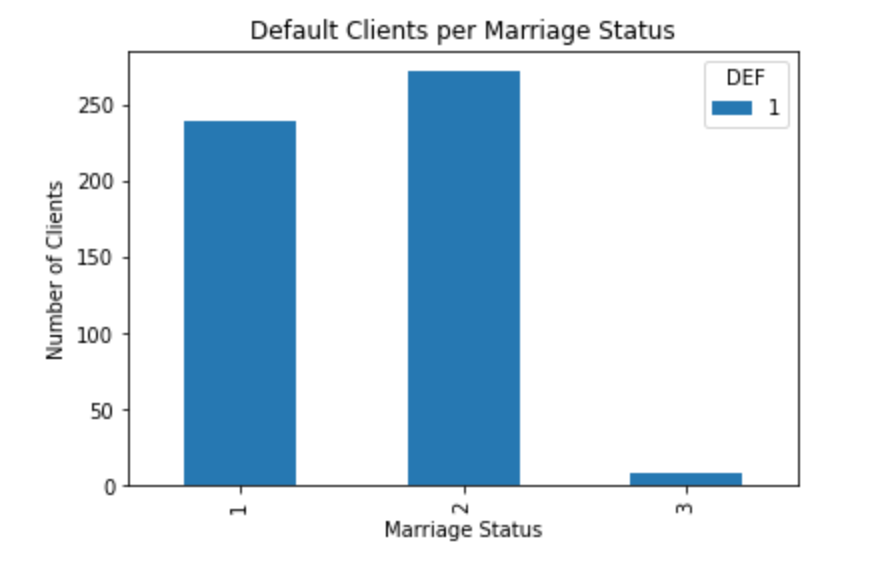 Default Clients per Marriage Status
DEF
1
Number of Clients
250
200
150
100
50
0
1
2
3
Marriage Status